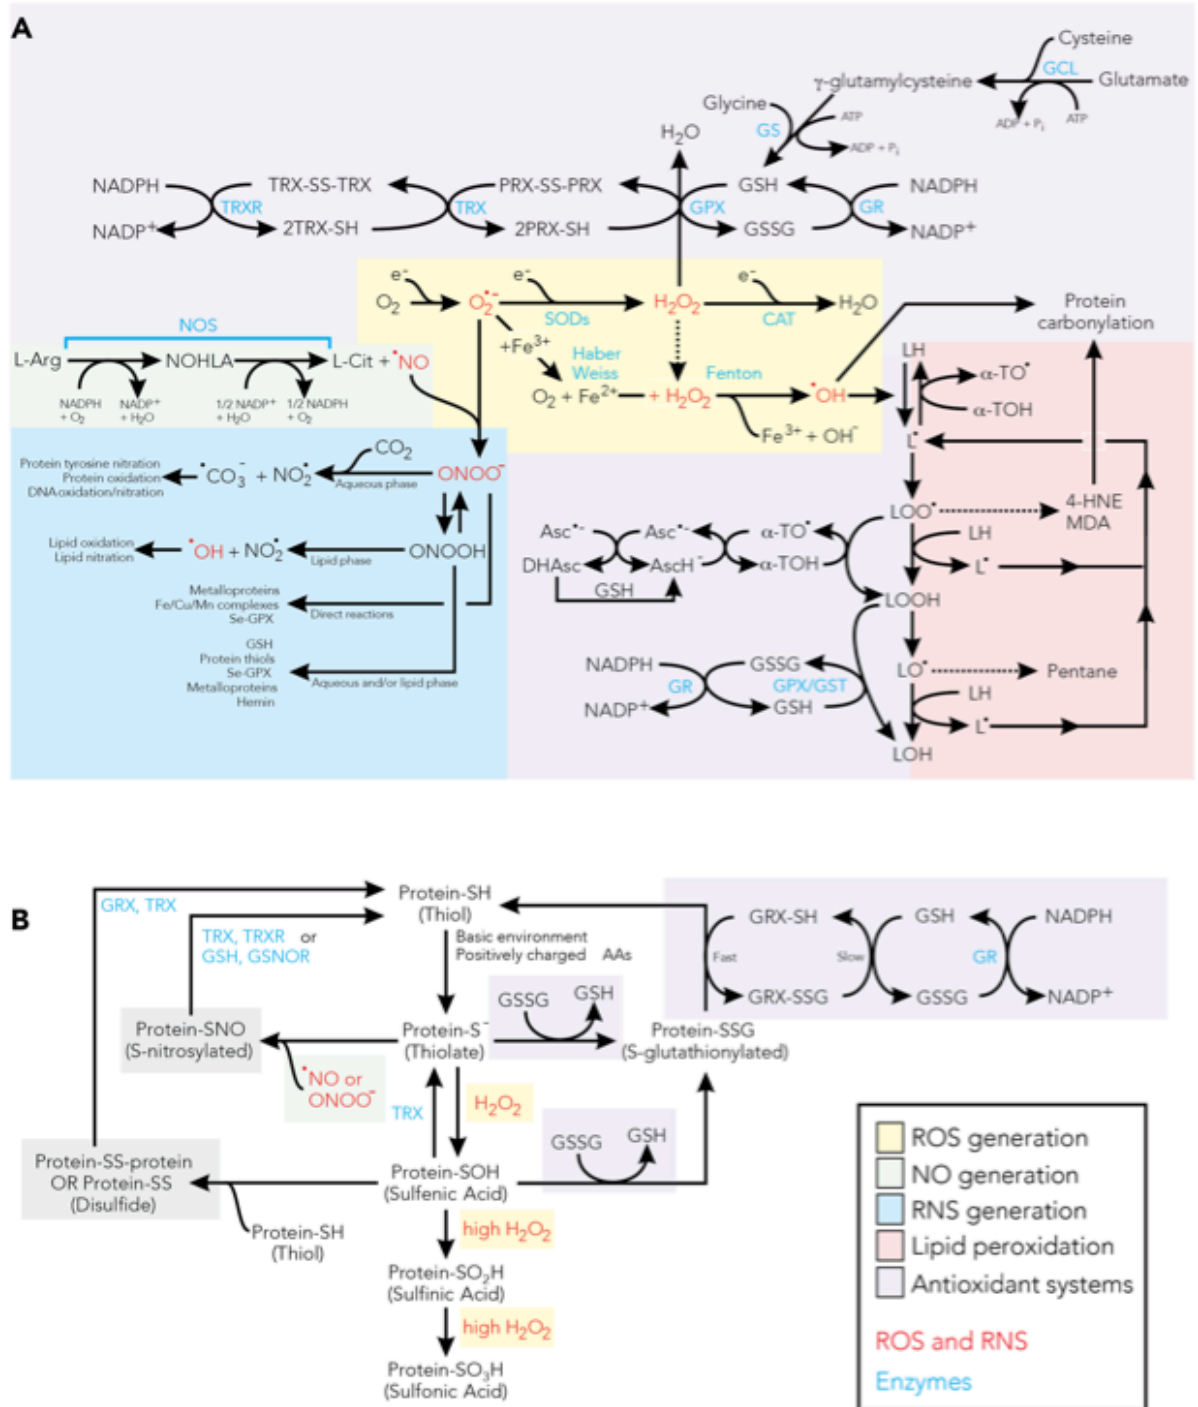 A
Cysteine
GCL
γ-glutamylcysteine
Glutamate
Glycine
ATP
GS
ADP + Pi
ATP
H₂O
ADP + Pi
NADPH
TRX-SS-TRX
PRX-SS-PRX
GSH
NADPH
TRXR
TRX
GPX
GR
NADP⁺
2TRX-SH
2PRX-SH
GSSG
NADP⁺
e⁻
e⁻
e⁻
O₂
O₂•⁻
H₂O₂
H₂O
SODs
CAT
Protein
carbonylation
NOS
+Fe³⁺
Haber
Weiss
Fenton
L-Arg
NOHLA
L-Cit + •NO
LH
α-TO•
NADPH
+ O₂
NADP⁺
+ H₂O
1/2 NADP⁺
+ H₂O
1/2 NADPH
+ O₂
O₂ + Fe²⁺
+ H₂O₂
•OH
α-TOH
Fe³⁺ + OH⁻
L•
CO₂
Protein tyrosine nitration
Protein oxidation
DNA oxidation/nitration
•CO₃⁻ + NO₂•
Aqueous phase
ONOO⁻
LOO•
4-HNE
MDA
Asc•⁻
Asc•⁻
α-TO•
LH
Lipid oxidation
Lipid nitration
•OH + NO₂•
Lipid phase
ONOOH
DHAsc
AscH⁻
α-TOH
L•
GSH
Metalloproteins
Fe/Cu/Mn complexes
Se-GPX
Direct reactions
LOOH
GSH
Protein thiols
Se-GPX
Metalloproteins
Hemin
Aqueous and/or lipid phase
NADPH
GSSG
LO•
Pentane
GR
GPX/GST
LH
NADP⁺
GSH
L•
LOH
B
GRX, TRX
Protein-SH
(Thiol)
GRX-SH
GSH
NADPH
TRX, TRXR or
GSH, GSNOR
Basic environment
Positively charged AAs
Fast
Slow
GR
GSSG
GSH
GRX-SSG
GSSG
NADP⁺
Protein-SNO
(S-nitrosylated)
Protein-S⁻
(Thiolate)
Protein-SSG
(S-glutathionylated)
•NO or
ONOO⁻
TRX
H₂O₂
GSSG
GSH
Protein-SS-protein
OR Protein-SS
(Disulfide)
Protein-SOH
(Sulfenic Acid)
Protein-SH
(Thiol)
high H₂O₂
Protein-SO₂H
(Sulfinic Acid)
high H₂O₂
Protein-SO₃H
(Sulfonic Acid)
ROS generation
NO generation
RNS generation
Lipid peroxidation
Antioxidant systems
ROS and RNS
Enzymes